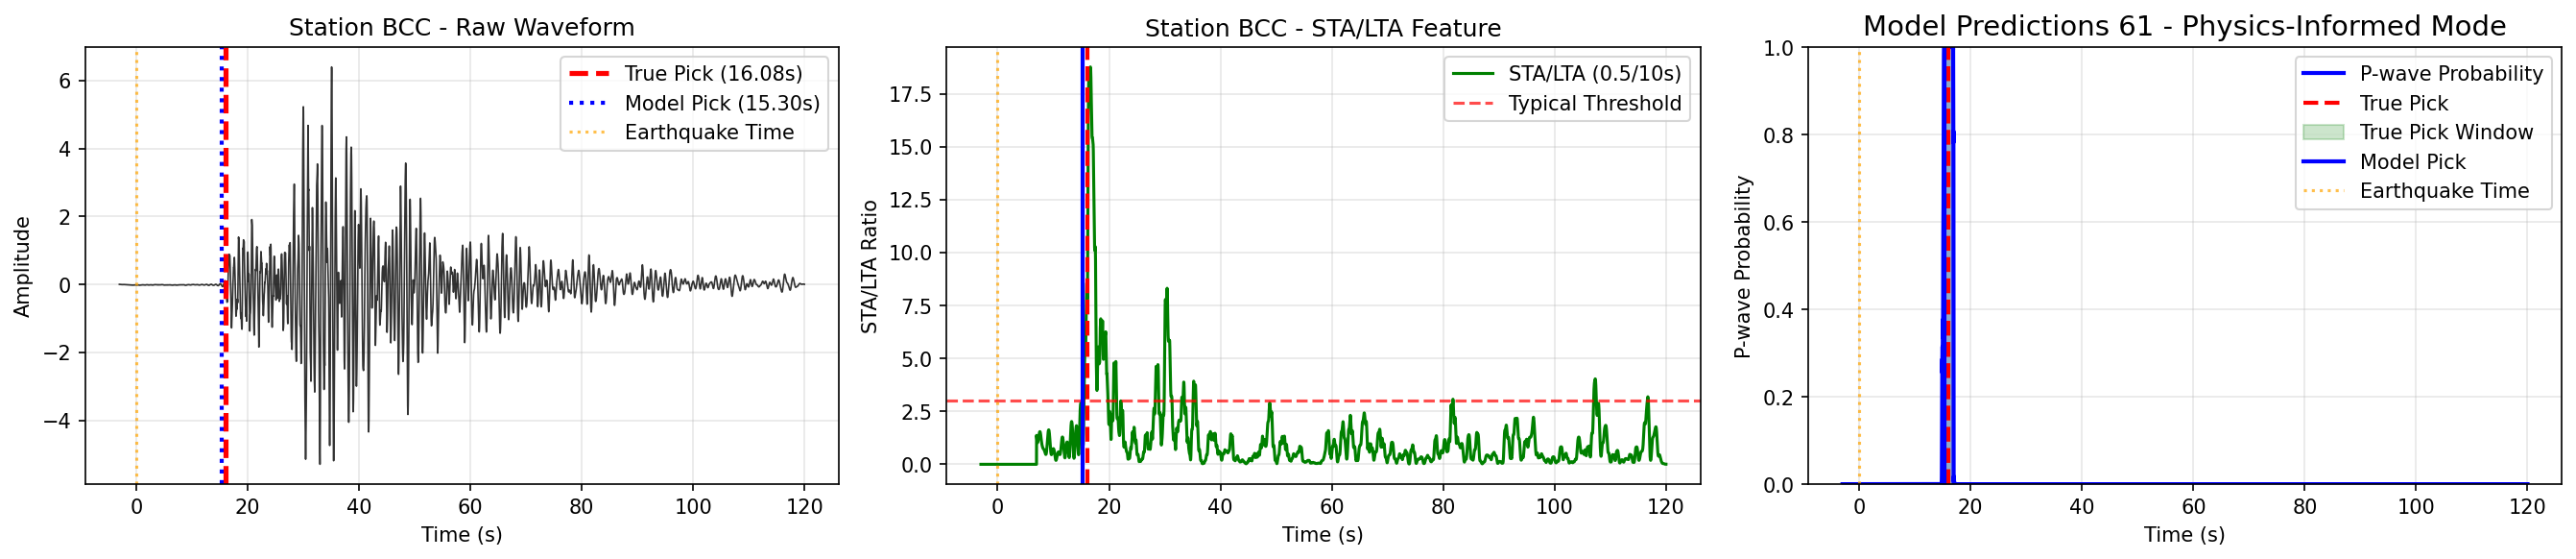 Station BCC - Raw Waveform
True Pick (16.08s)
Model Pick (15.30s)
Earthquake Time
Amplitude
6
4
2
0
−2
−4
0 20 40 60 80 100 120
Time (s)
Station BCC - STA/LTA Feature
STA/LTA (0.5/10s)
Typical Threshold
STA/LTA Ratio
17.5
15.0
12.5
10.0
7.5
5.0
2.5
0.0
0 20 40 60 80 100 120
Time (s)
Model Predictions 61 - Physics-Informed Mode
P-wave Probability
True Pick
True Pick Window
Model Pick
Earthquake Time
P-wave Probability
1.0
0.8
0.6
0.4
0.2
0.0
0 20 40 60 80 100 120
Time (s)